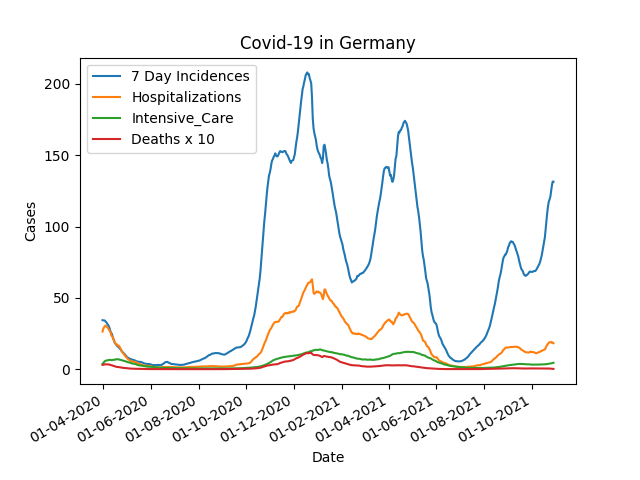 Covid-19 in Germany
7 Day Incidences
Hospitalizations
Intensive_Care
Deaths x 10
200
150
100
50
0
Cases
01-04-2020
01-06-2020
01-08-2020
01-10-2020
01-12-2020
01-02-2021
01-04-2021
01-06-2021
01-08-2021
01-10-2021
Date